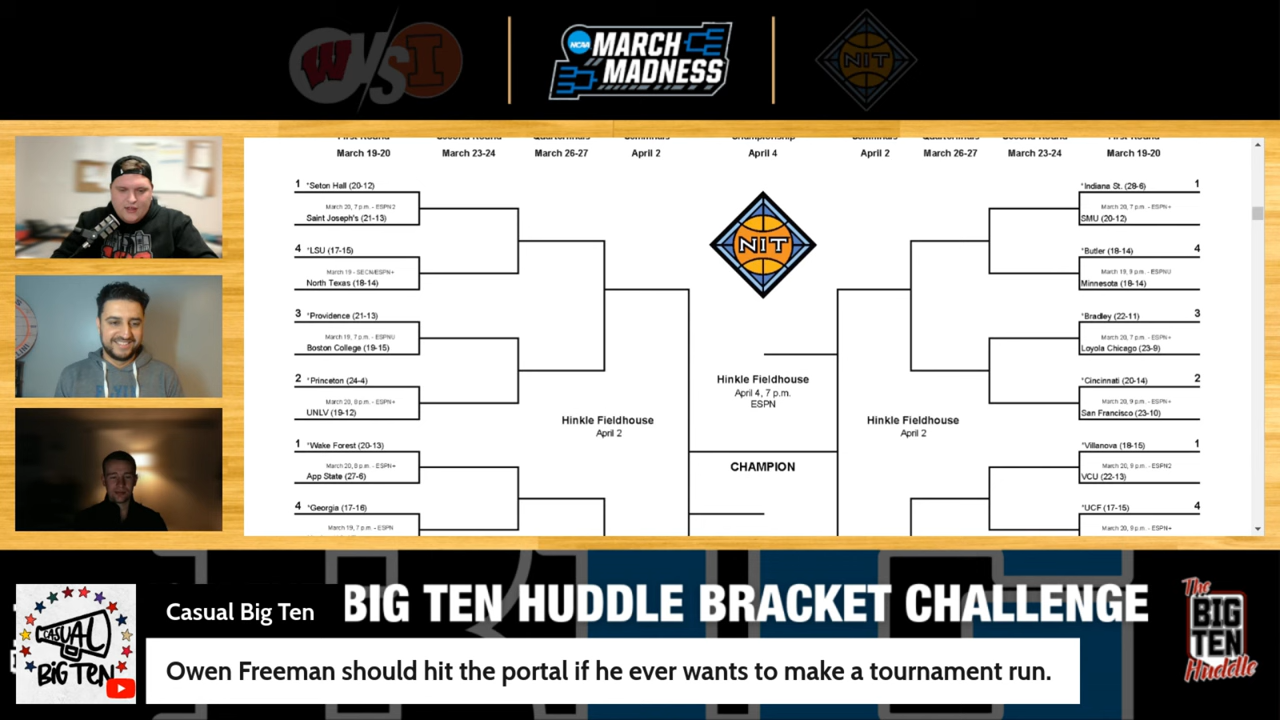 W VS I
NCAA
MARCH
MADNESS
NIT
March 19-20
March 23-24
March 26-27
April 2
April 4
April 2
March 26-27
March 23-24
March 19-20
1 *Seton Hall (20-12)
March 20, 7 p.m. - ESPN2
Saint Joseph's (21-13)
4 *LSU (17-15)
March 19 - SECN/ESPN+
North Texas (18-14)
3 *Providence (21-13)
March 19, 7 p.m. - ESPNU
Boston College (19-15)
2 *Princeton (24-4)
March 20, 8 p.m. - ESPN+
UNLV (19-12)
1 *Wake Forest (20-13)
March 20, 8 p.m. - ESPN+
App State (27-6)
4 *Georgia (17-16)
March 19, 7 p.m. - ESPN
NIT
Hinkle Fieldhouse
April 4, 7 p.m.
ESPN
Hinkle Fieldhouse
April 2
Hinkle Fieldhouse
April 2
CHAMPION
*Indiana St. (28-6) 1
March 20, 7 p.m. - ESPN+
SMU (20-12)
*Butler (18-14) 4
March 19, 9 p.m. - ESPNU
Minnesota (18-14)
*Bradley (22-11) 3
March 20, 7 p.m. - ESPN+
Loyola Chicago (23-9)
*Cincinnati (20-14) 2
March 20, 9 p.m. - ESPN+
San Francisco (23-10)
*Villanova (18-15) 1
March 20, 9 p.m. - ESPN2
VCU (22-13)
*UCF (17-15) 4
March 20, 9 p.m. - ESPN+
BIG TEN HUDDLE BRACKET CHALLENGE
Casual Big Ten
CASUAL
BiG TEN
Owen Freeman should hit the portal if he ever wants to make a tournament run.
The
BIG
TEN
Huddle